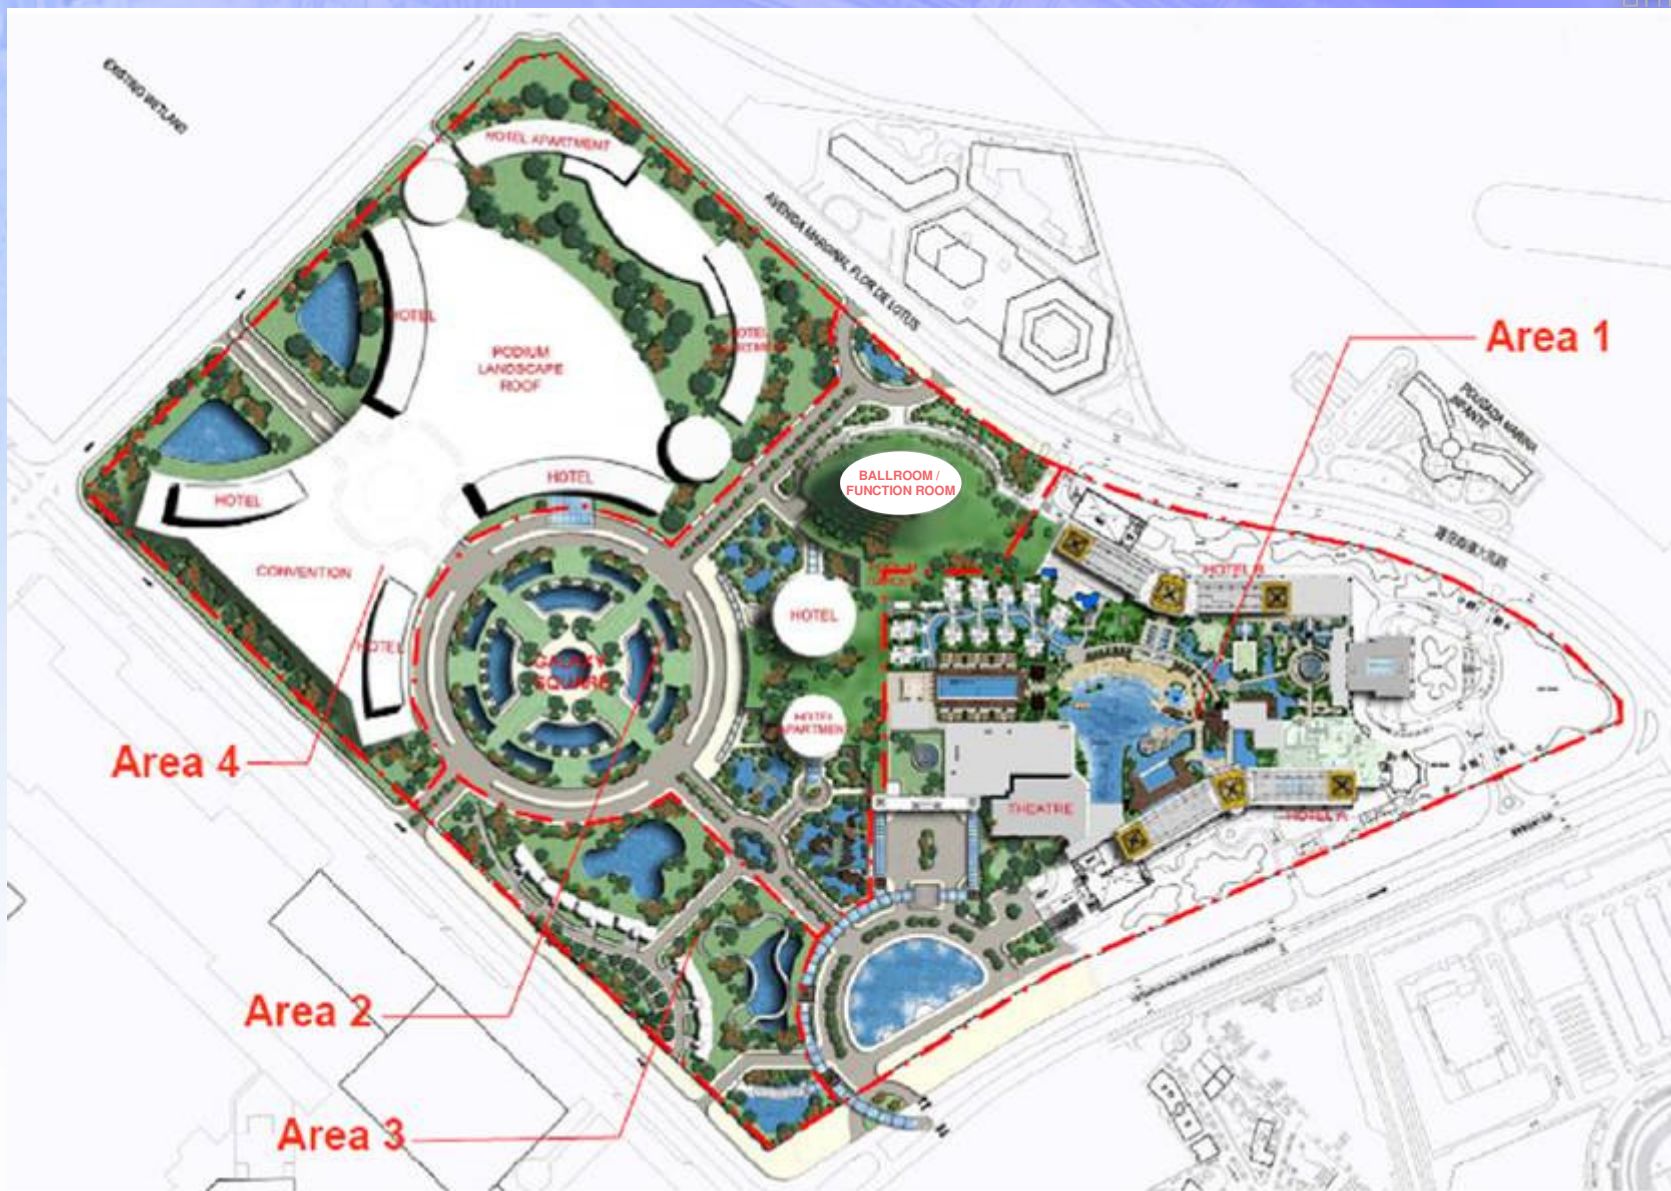 EXISTING WETLAND
HOTEL APARTMENT
AVENIDA MARGINAL FLOR DE LOTUS
HOTEL
PODIUM
LANDSCAPE
ROOF
HOTEL
APARTMENT
Area 1
POUSADA MARINA
INFANTE
HOTEL
HOTEL
BALLROOM /
FUNCTION ROOM
CONVENTION
HOTEL B
HOTEL
HOTEL
GALAXY
SQUARE
HOTEL
APARTMENT
Area 4
THEATRE
HOTEL A
Area 2
Area 3